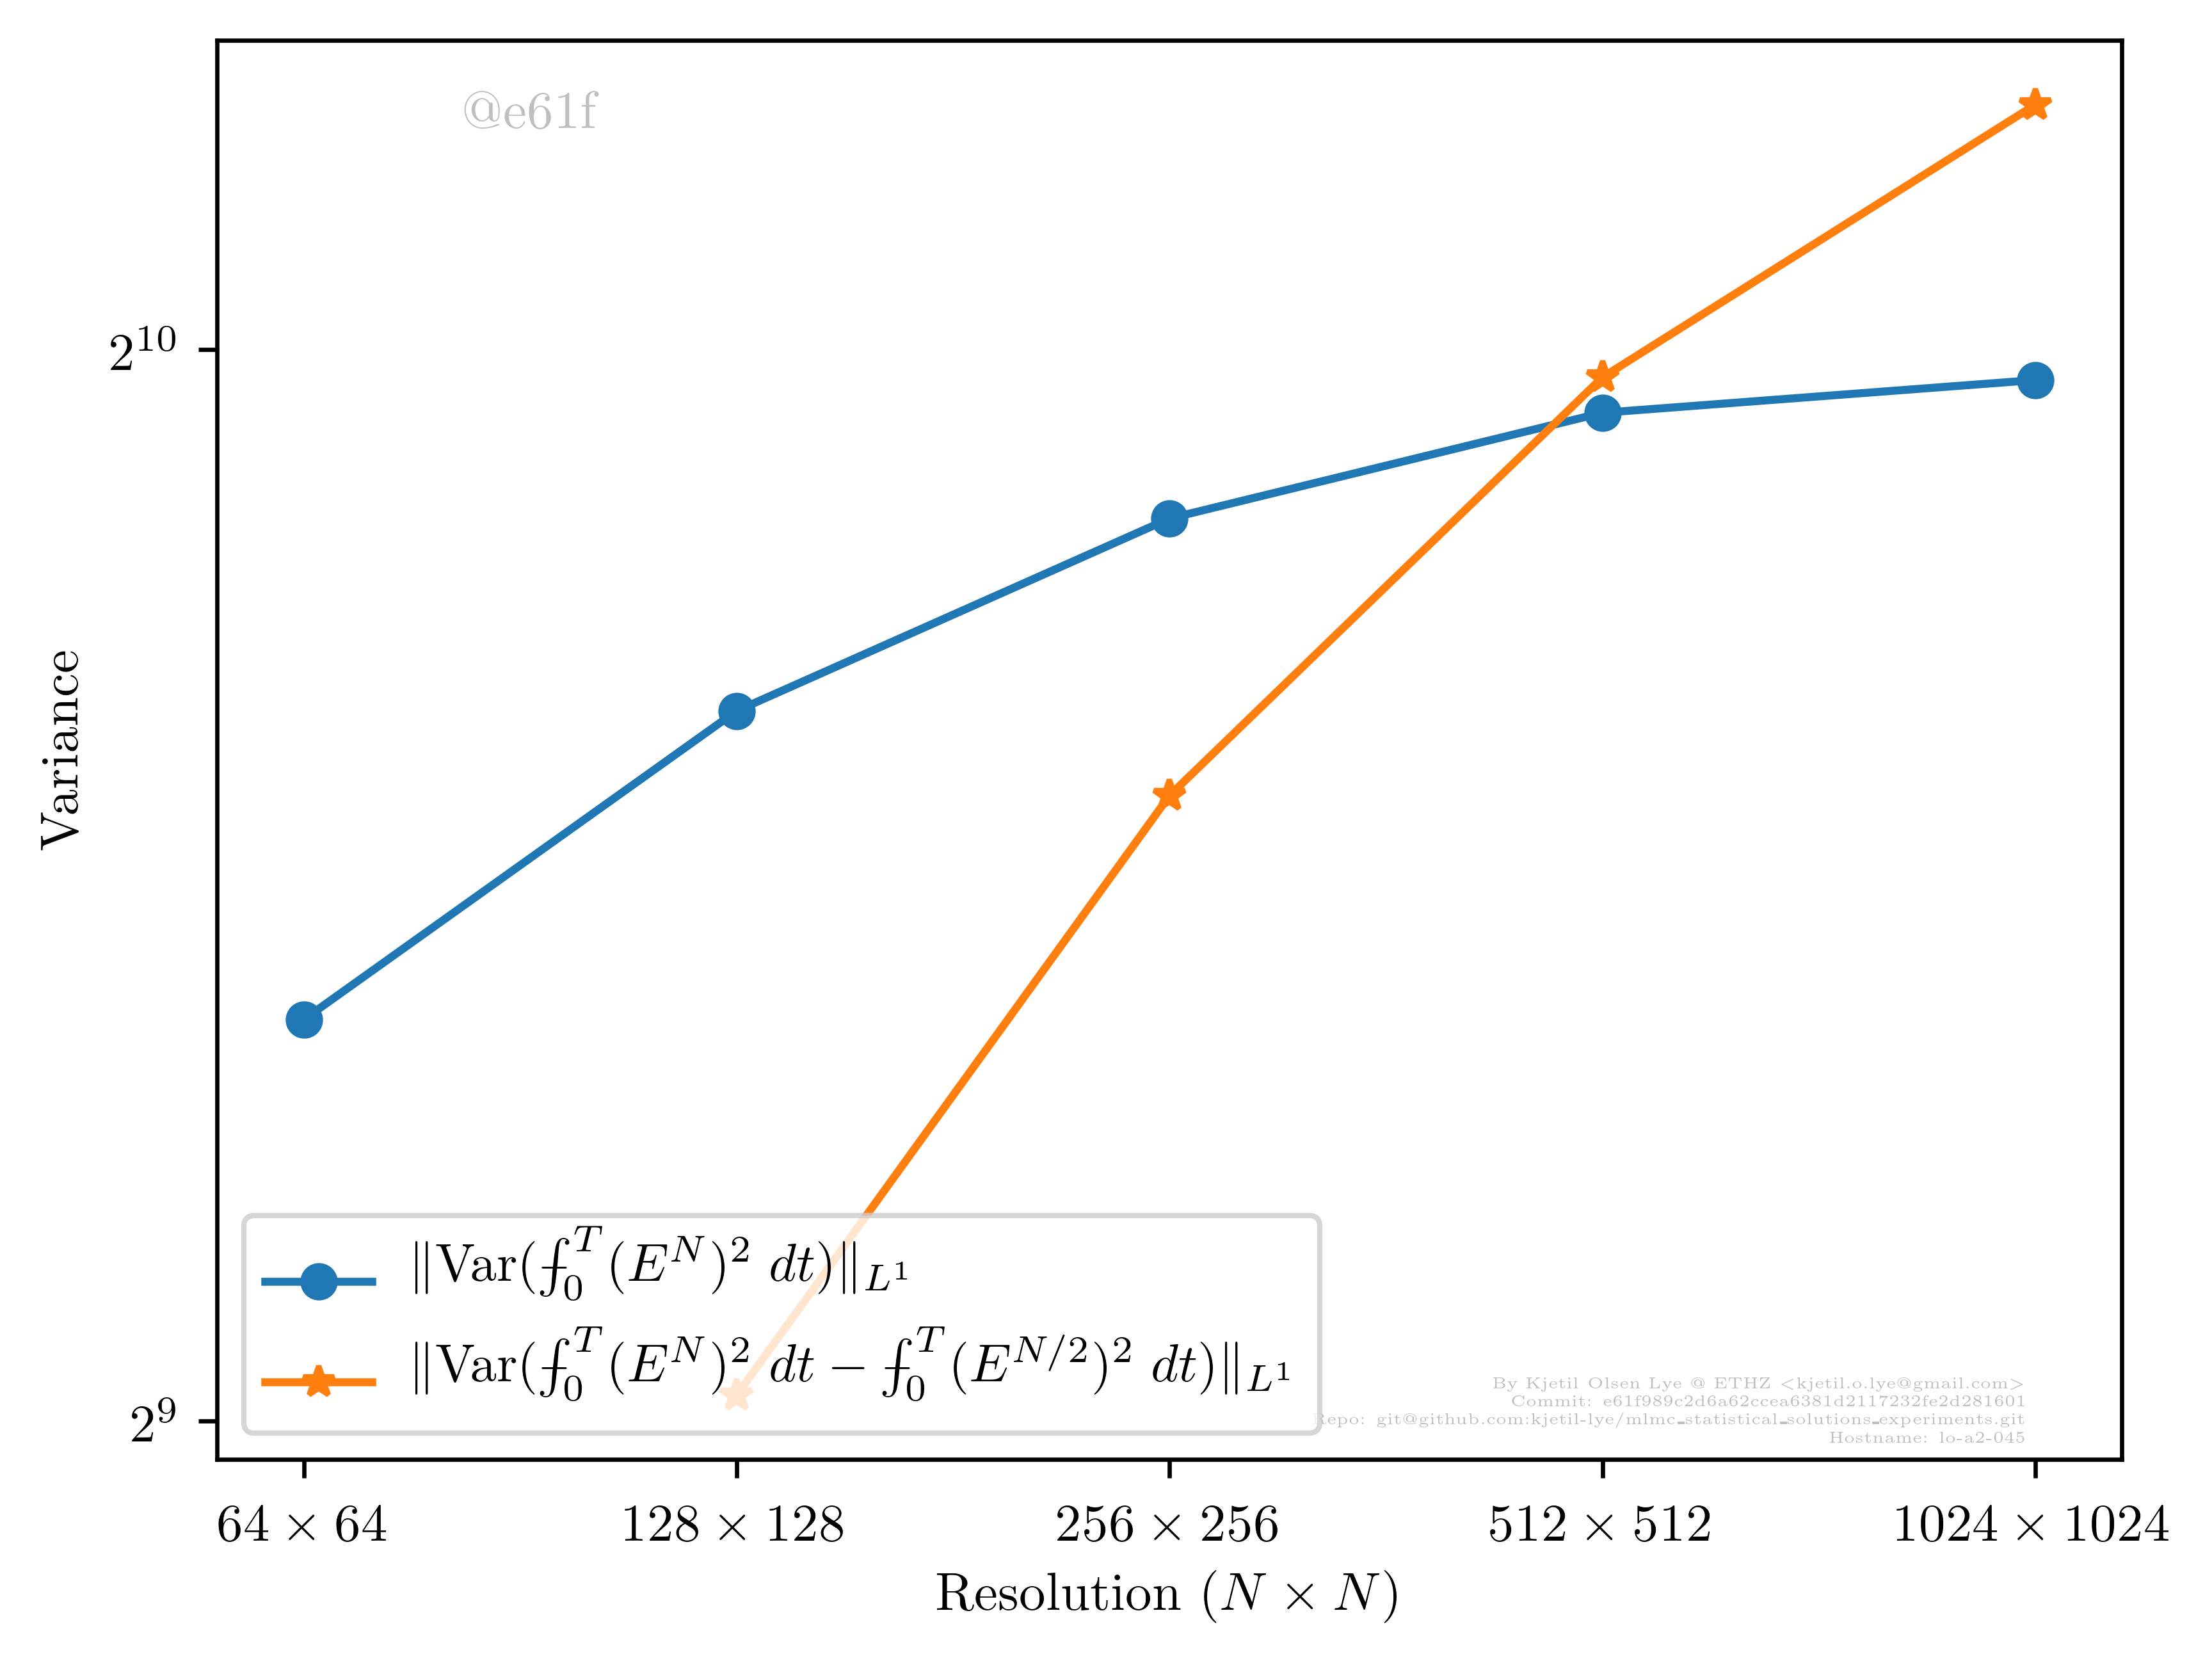 @e61f
2^10
2^9
Variance
‖Var(⨍_0^T (E^N)^2 dt)‖_{L^1}
‖Var(⨍_0^T (E^N)^2 dt − ⨍_0^T (E^{N/2})^2 dt)‖_{L^1}
By Kjetil Olsen Lye @ ETHZ <kjetil.o.lye@gmail.com>
Commit: e61f989c2d6a62ccea6381d2117232fe2d281601
Repo: git@github.com:kjetil-lye/mlmc_statistical_solutions_experiments.git
Hostname: lo-a2-045
64 × 64 128 × 128 256 × 256 512 × 512 1024 × 1024
Resolution (N × N)